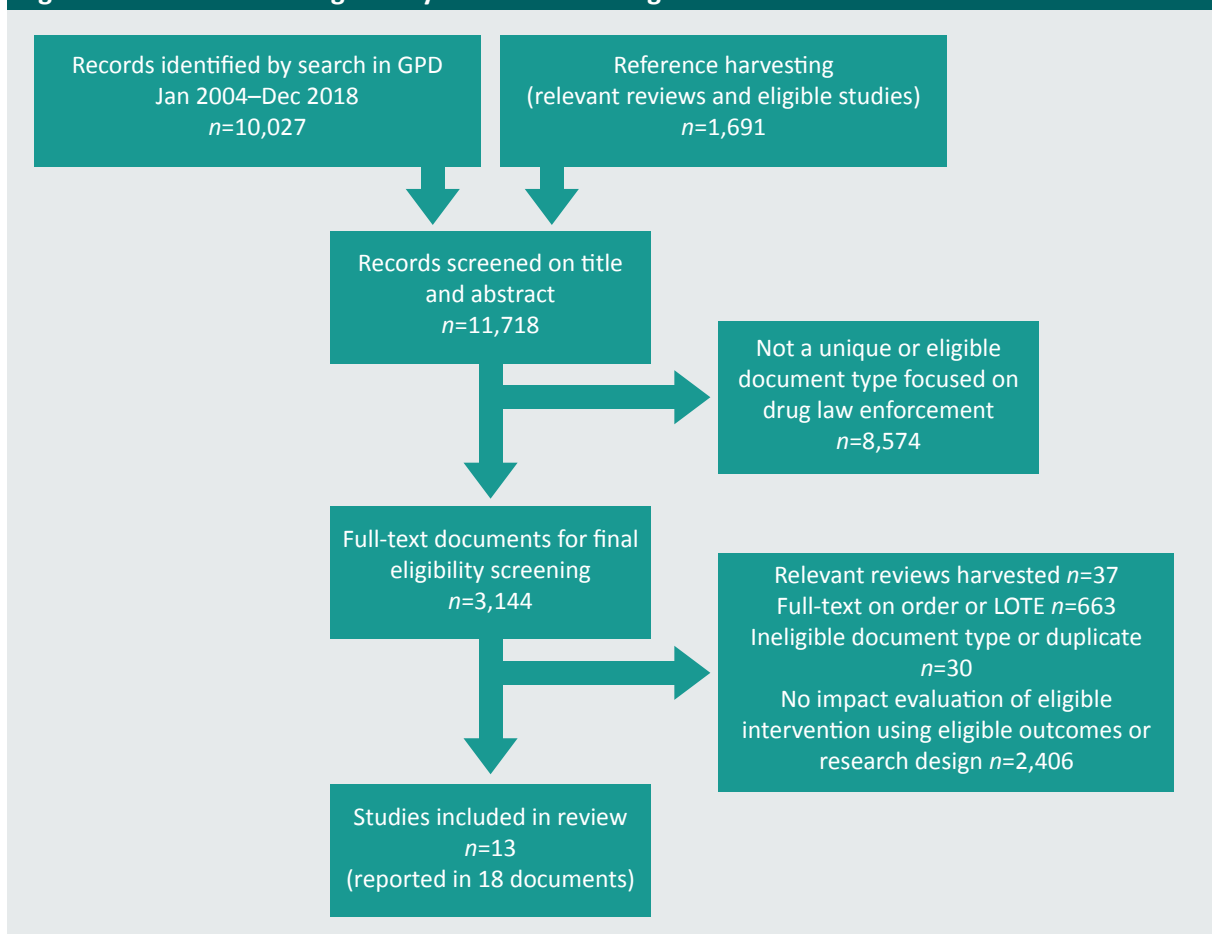 Records identified by search in GPD
Jan 2004–Dec 2018
n=10,027
Reference harvesting
(relevant reviews and eligible studies)
n=1,691
Records screened on title
and abstract
n=11,718
Not a unique or eligible
document type focused on
drug law enforcement
n=8,574
Full-text documents for final
eligibility screening
n=3,144
Relevant reviews harvested n=37
Full-text on order or LOTE n=663
Ineligible document type or duplicate
n=30
No impact evaluation of eligible
intervention using eligible outcomes or
research design n=2,406
Studies included in review
n=13
(reported in 18 documents)